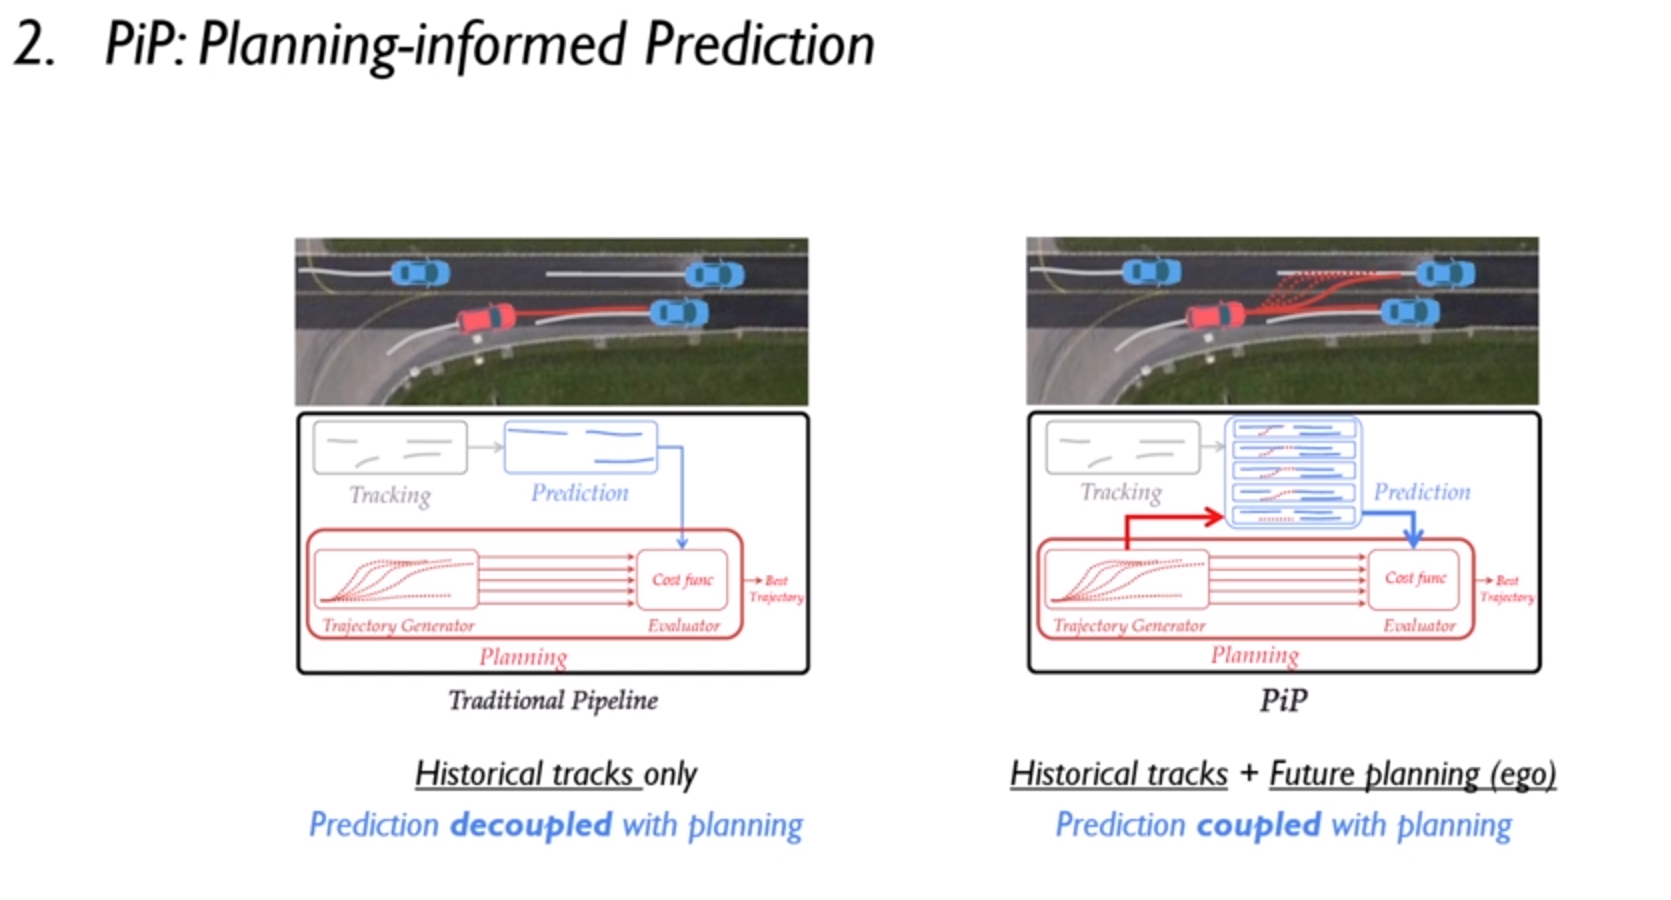 2. PiP: Planning-informed Prediction
Tracking
Prediction
Cost func
Best
Trajectory
Trajectory Generator
Evaluator
Planning
Traditional Pipeline
Historical tracks only
Prediction decoupled with planning
Tracking
Prediction
Cost func
Best
Trajectory
Trajectory Generator
Evaluator
Planning
PiP
Historical tracks + Future planning (ego)
Prediction coupled with planning